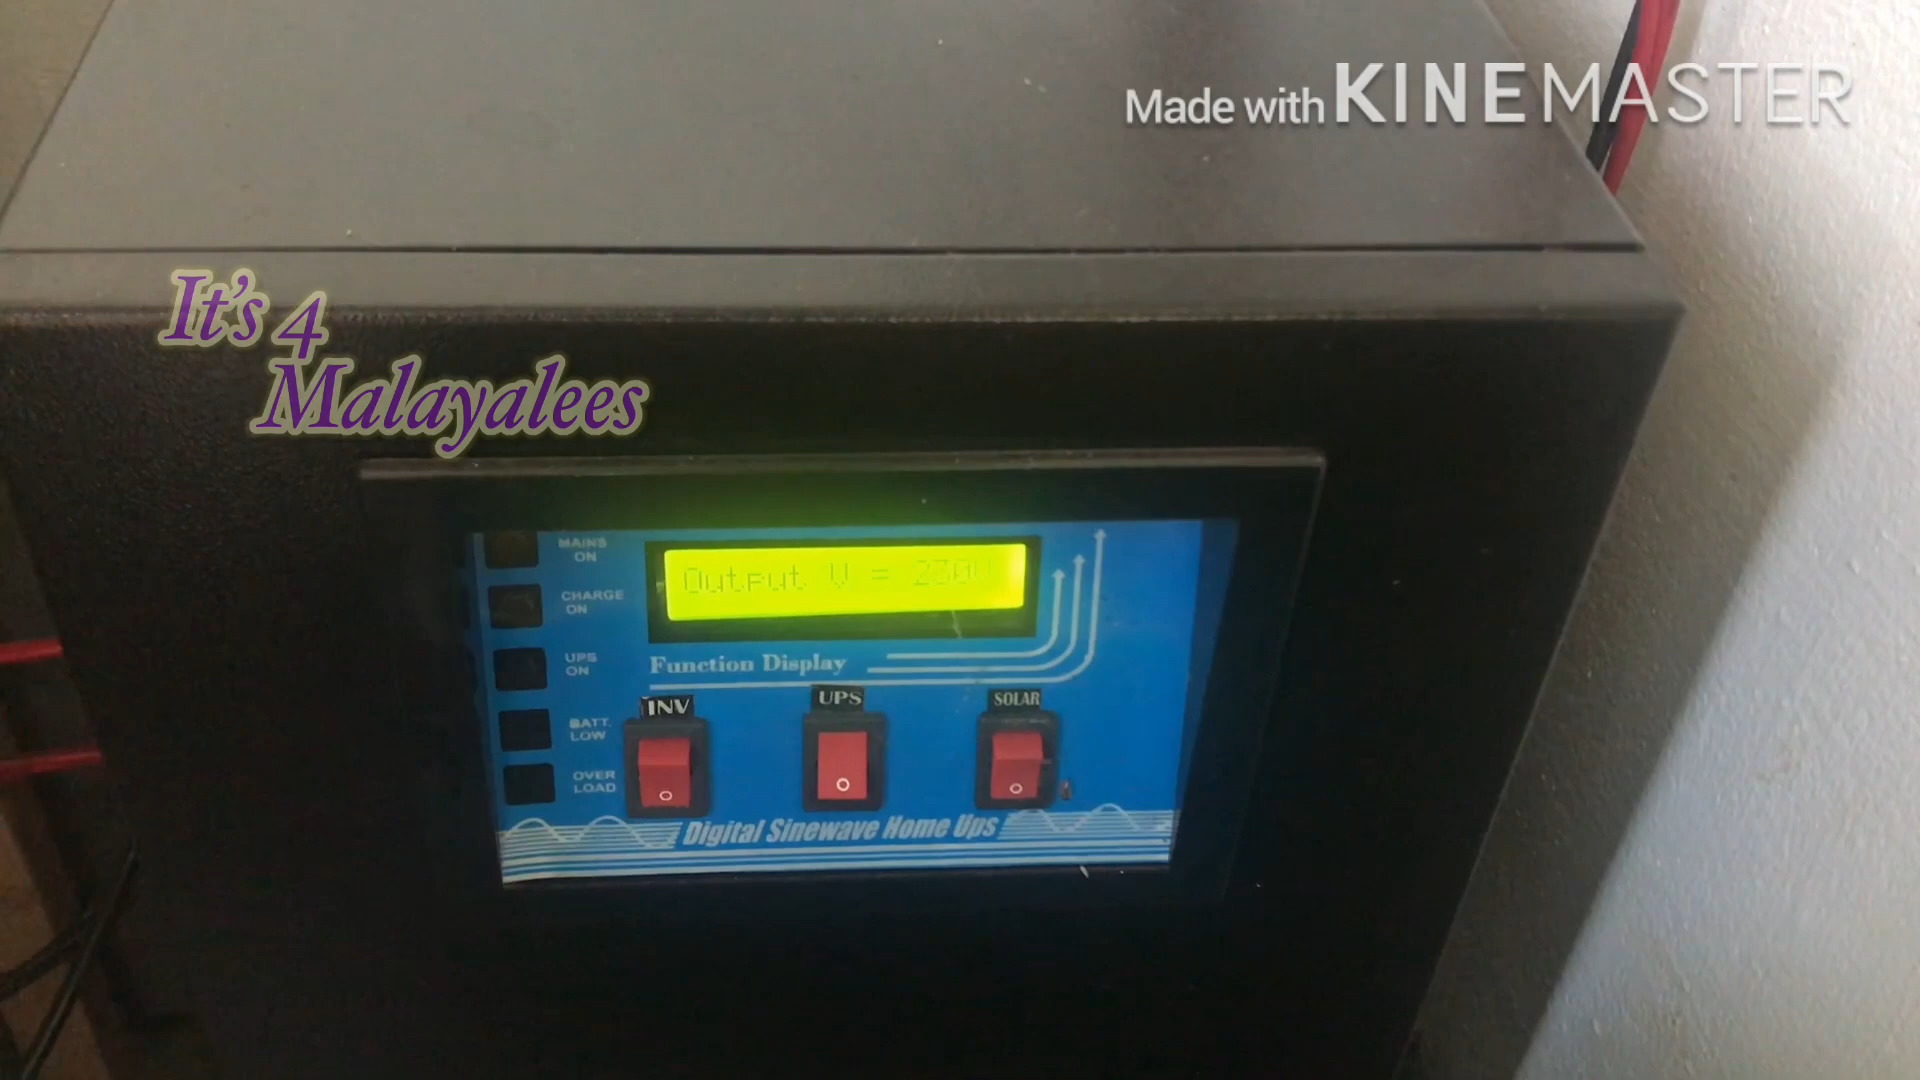 Made with KINEMASTER
It's 4
Malayalees
MAINS
ON
CHARGE
ON
UPS
ON
BATT.
LOW
OVER
LOAD
Output V = 230V
Function Display
INV
UPS
SOLAR
Digital Sinewave Home Ups